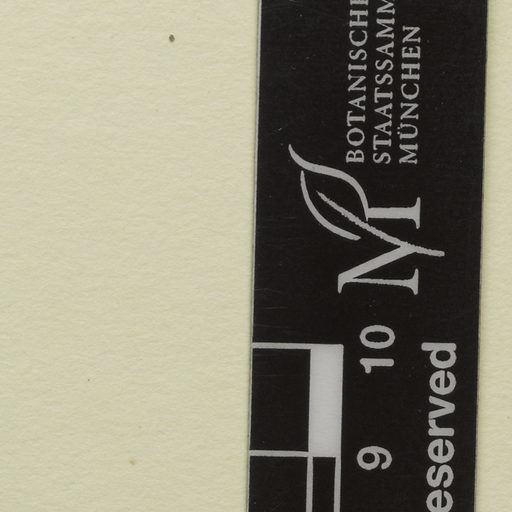 BOTANISCHE
STAATSSAMM
MÜNCHEN
M
9 10
eserved